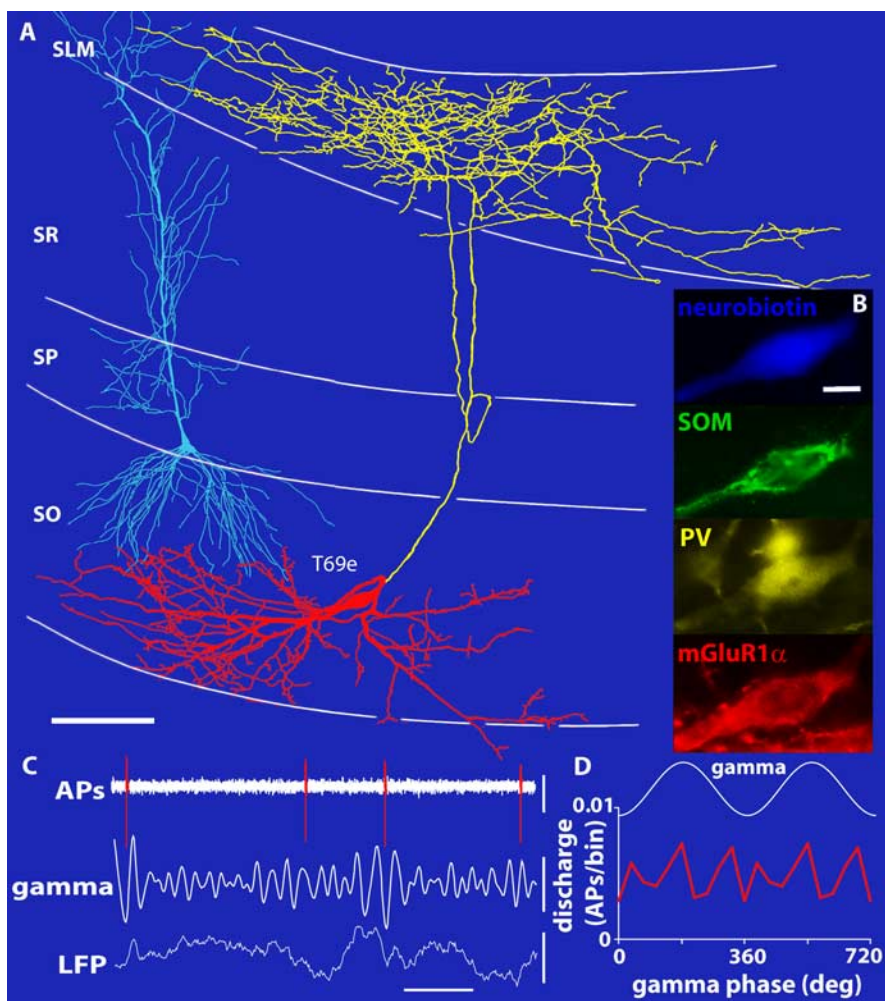 A
SLM
SR
SP
SO
T69e
B
neurobiotin
SOM
PV
mGluR1α
C
APs
gamma
LFP
D
gamma
0.01
discharge
(APs/bin)
0
0 360 720
gamma phase (deg)